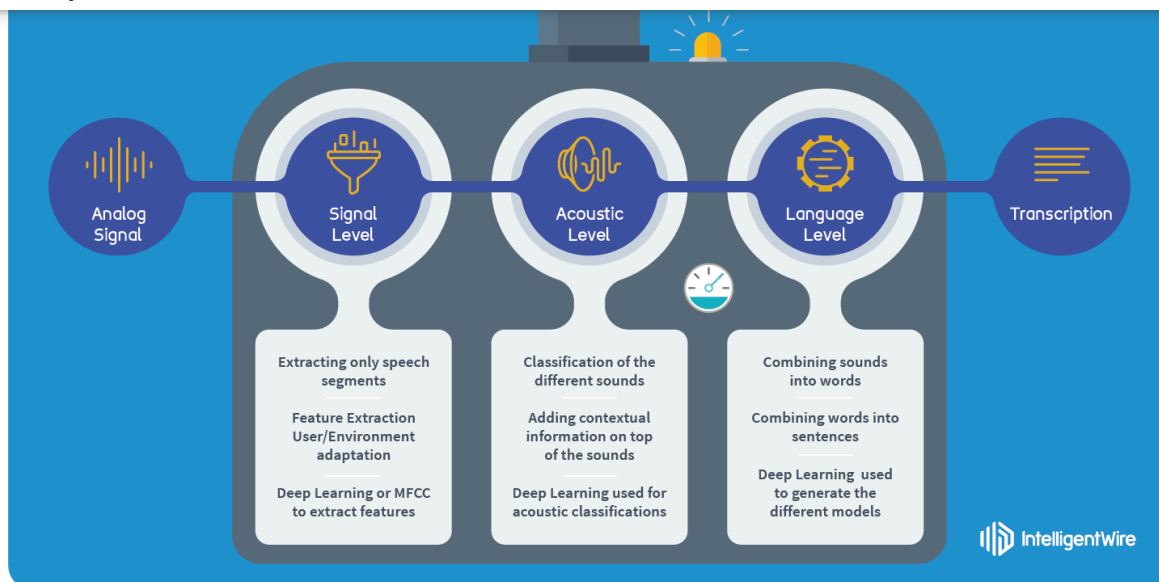 Analog
Signal
Signal
Level
Acoustic
Level
Language
Level
Transcription
Extracting only speech
segments
Feature Extraction
User/Environment
adaptation
Deep Learning or MFCC
to extract features
Classification of the
different sounds
Adding contextual
information on top
of the sounds
Deep Learning used for
acoustic classifications
Combining sounds
into words
Combining words into
sentences
Deep Learning used
to generate the
different models
IntelligentWire